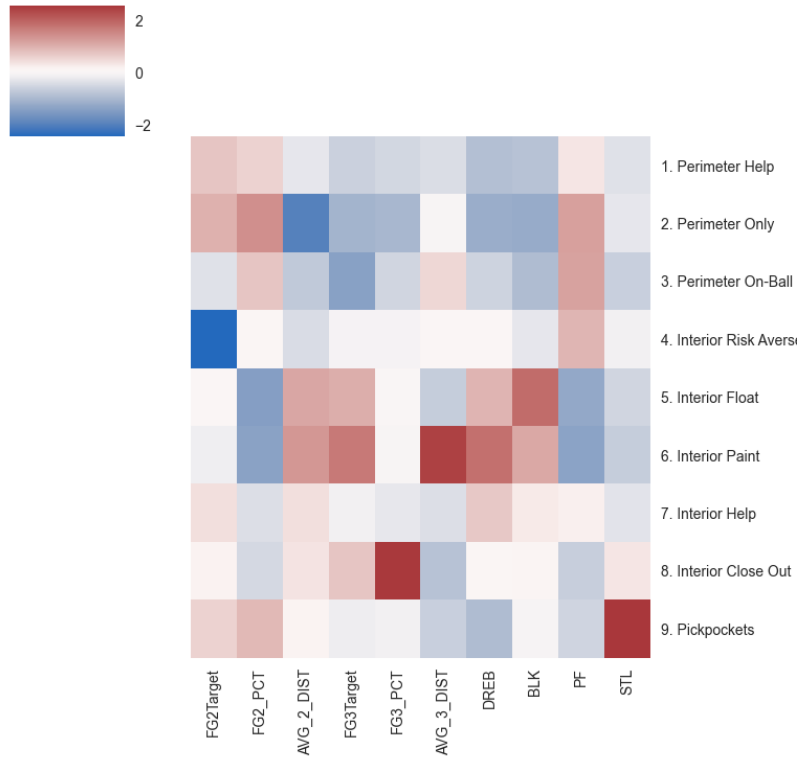 2
0
−2
1. Perimeter Help
2. Perimeter Only
3. Perimeter On-Ball
4. Interior Risk Averse
5. Interior Float
6. Interior Paint
7. Interior Help
8. Interior Close Out
9. Pickpockets
FG2Target
FG2_PCT
AVG_2_DIST
FG3Target
FG3_PCT
AVG_3_DIST
DREB
BLK
PF
STL